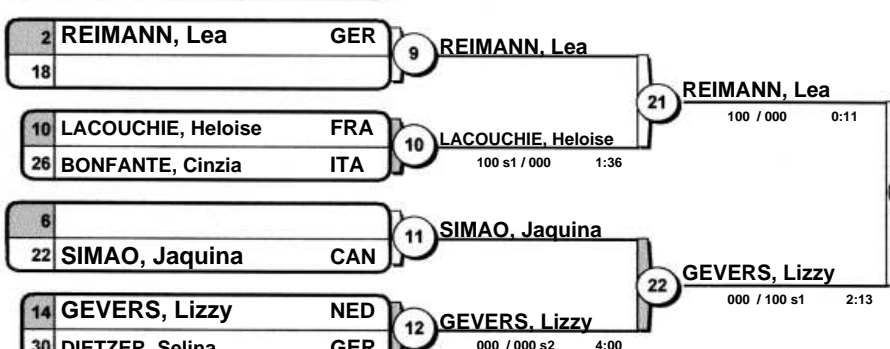 2 REIMANN, Lea GER
18
9 REIMANN, Lea
10 LACOUCHIE, Heloise FRA
26 BONFANTE, Cinzia ITA
10 LACOUCHIE, Heloise
100 s1 / 000 1:36
21 REIMANN, Lea
100 / 000 0:11
6
22 SIMAO, Jaquina CAN
11 SIMAO, Jaquina
14 GEVERS, Lizzy NED
30 DIETZER, Selina GER
12 GEVERS, Lizzy
000 / 000 s2 4:00
22 GEVERS, Lizzy
000 / 100 s1 2:13